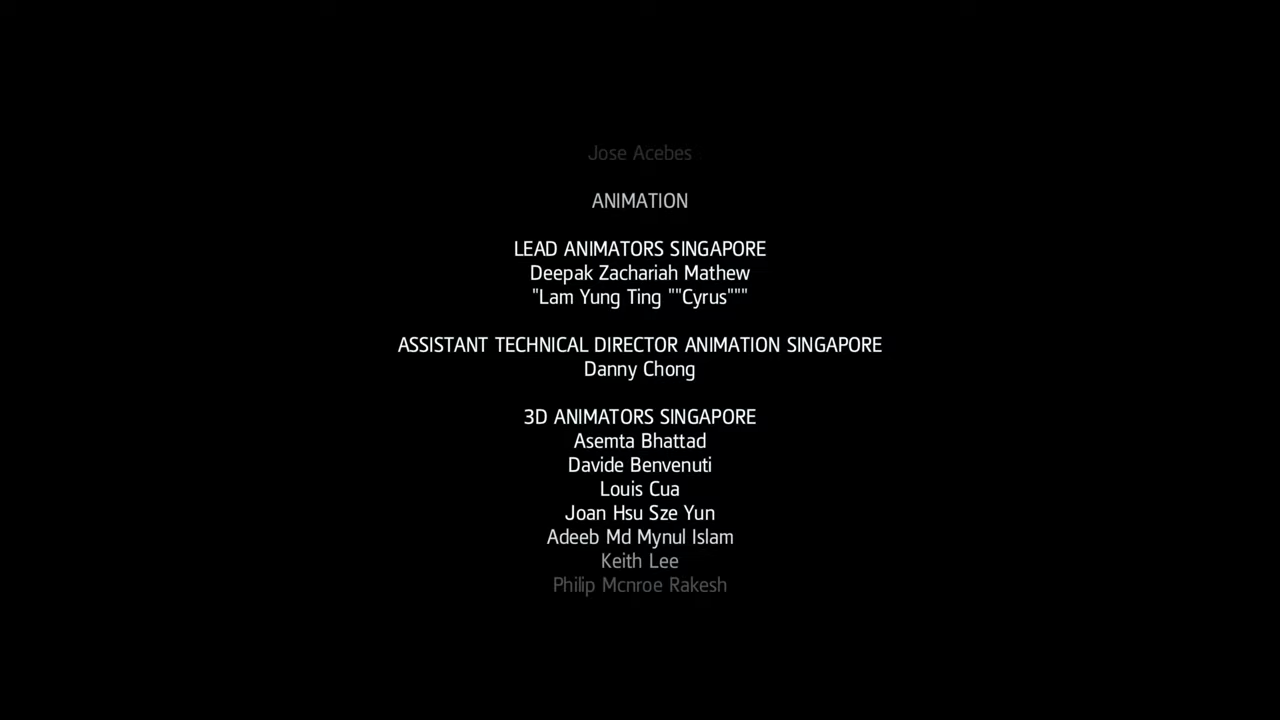 Jose Acebes
ANIMATION
LEAD ANIMATORS SINGAPORE
Deepak Zachariah Mathew
"Lam Yung Ting ""Cyrus"""
ASSISTANT TECHNICAL DIRECTOR ANIMATION SINGAPORE
Danny Chong
3D ANIMATORS SINGAPORE
Asemta Bhattad
Davide Benvenuti
Louis Cua
Joan Hsu Sze Yun
Adeeb Md Mynul Islam
Keith Lee
Philip Mcnroe Rakesh